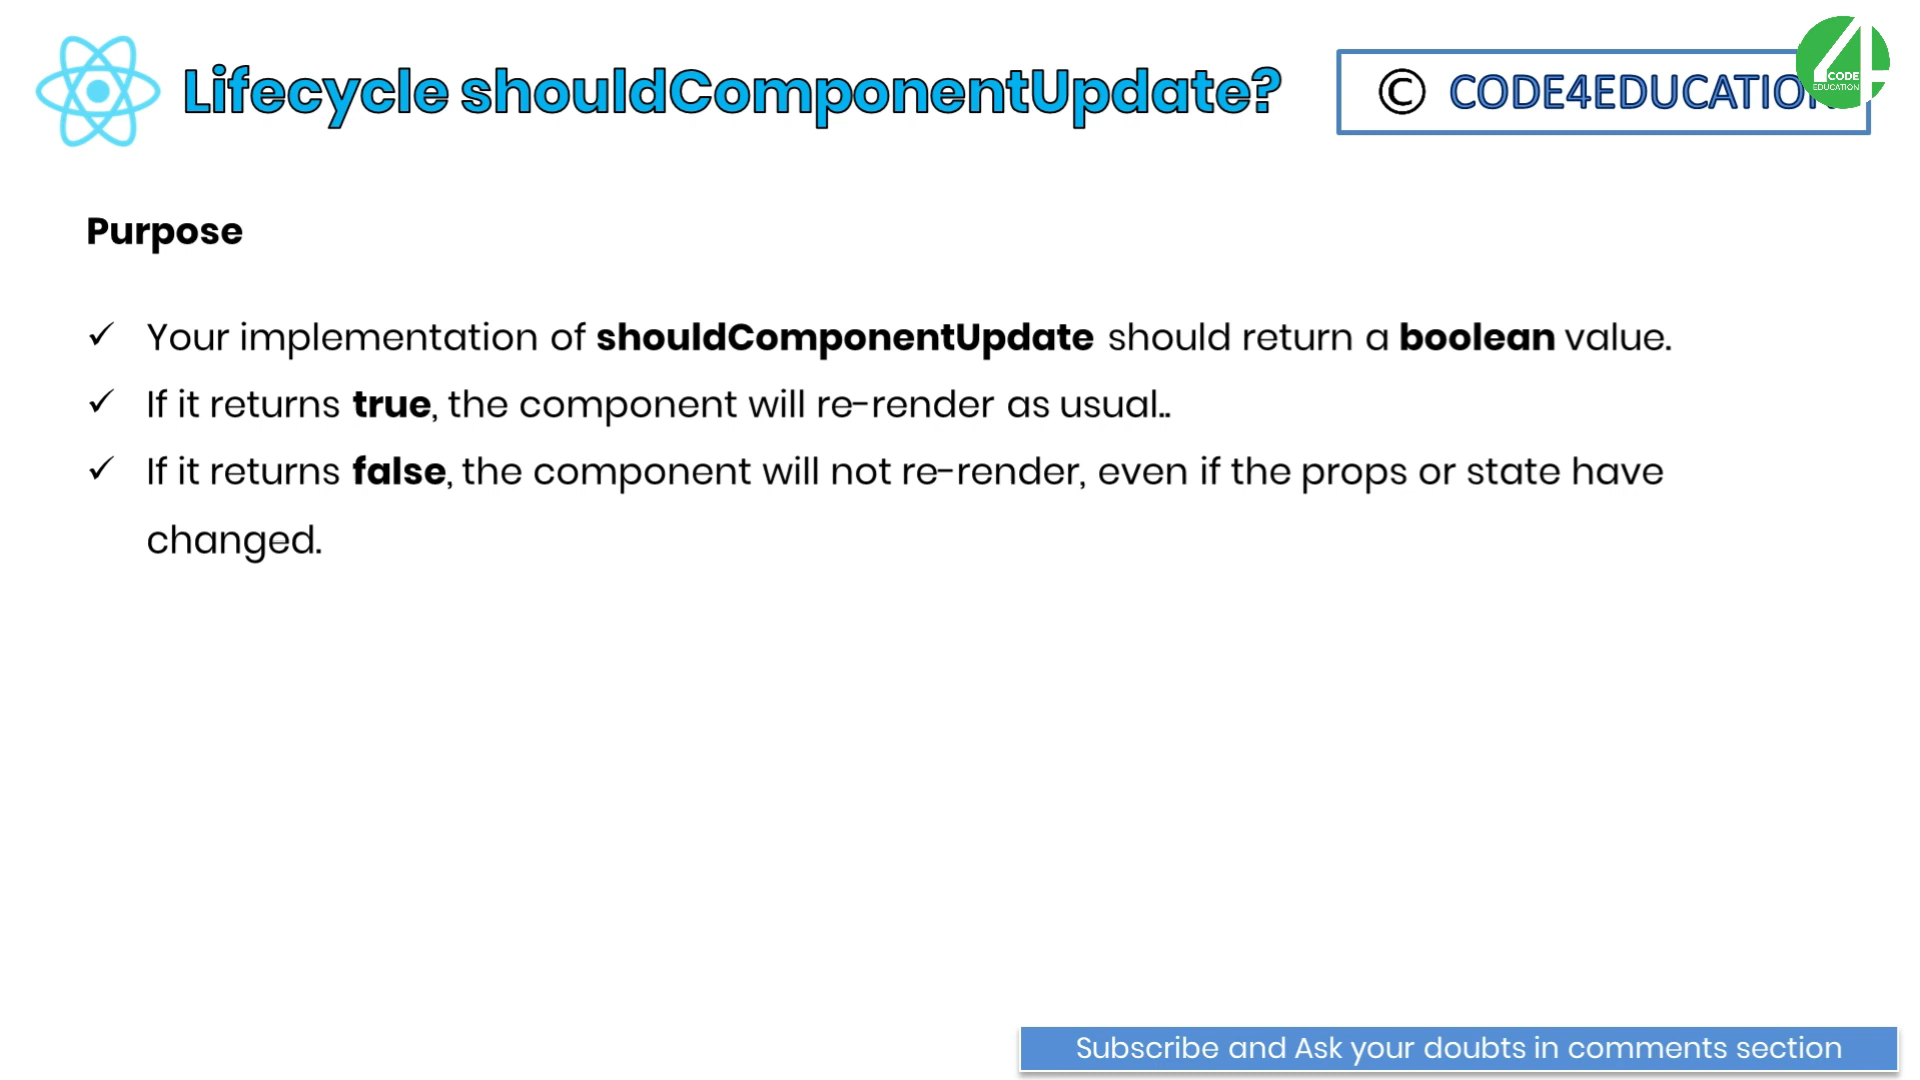 Lifecycle shouldComponentUpdate?
© CODE4EDUCATION
4 CODE
EDUCATION
Purpose
✓ Your implementation of shouldComponentUpdate should return a boolean value.
✓ If it returns true, the component will re-render as usual..
✓ If it returns false, the component will not re-render, even if the props or state have
changed.
Subscribe and Ask your doubts in comments section